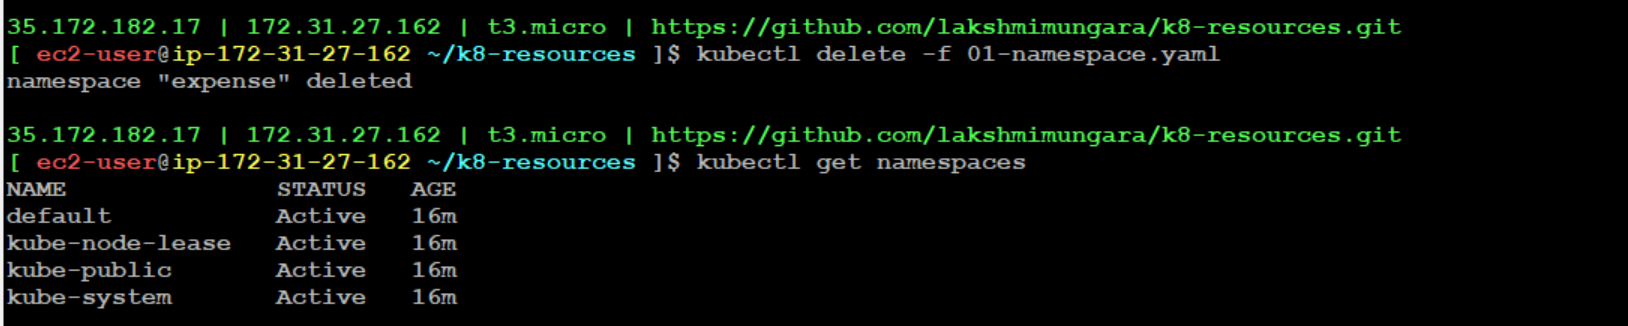 35.172.182.17 | 172.31.27.162 | t3.micro | https://github.com/lakshmimungara/k8-resources.git
[ ec2-user@ip-172-31-27-162 ~/k8-resources ]$ kubectl delete -f 01-namespace.yaml
namespace "expense" deleted
35.172.182.17 | 172.31.27.162 | t3.micro | https://github.com/lakshmimungara/k8-resources.git
[ ec2-user@ip-172-31-27-162 ~/k8-resources ]$ kubectl get namespaces
NAME STATUS AGE
default Active 16m
kube-node-lease Active 16m
kube-public Active 16m
kube-system Active 16m